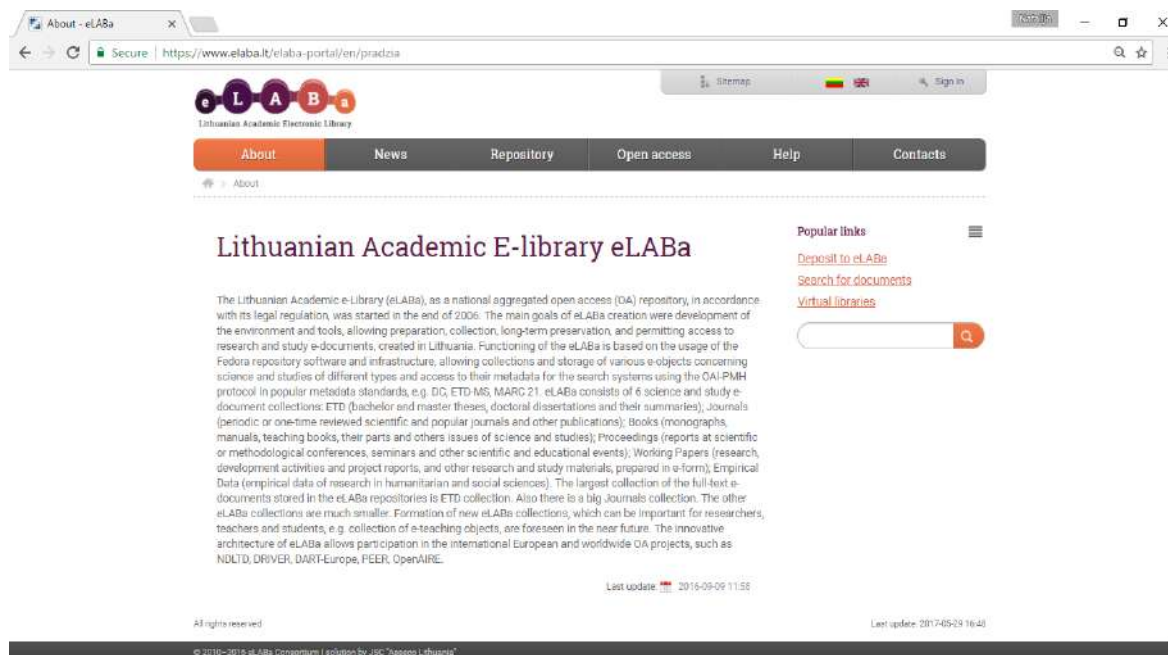 About - eLABa
Secure https://www.elaba.lt/elaba-portal/en/pradzia
Sitemap Sign in
e L A B a
Lithuanian Academic Electronic Library
About News Repository Open access Help Contacts
About
Lithuanian Academic E-library eLABa
The Lithuanian Academic e-Library (eLABa), as a national aggregated open access (OA) repository, in accordance
with its legal regulation, was started in the end of 2006. The main goals of eLABa creation were development of
the environment and tools, allowing preparation, collection, long-term preservation, and permitting access to
research and study e-documents, created in Lithuania. Functioning of the eLABa is based on the usage of the
Fedora repository software and infrastructure, allowing collections and storage of various e-objects concerning
science and studies of different types and access to their metadata for the search systems using the OAI-PMH
protocol in popular metadata standards, e.g. DC, ETD-MS, MARC 21. eLABa consists of 6 science and study e-
document collections: ETD (bachelor and master theses, doctoral dissertations and their summaries); Journals
(periodic or one-time reviewed scientific and popular journals and other publications); Books (monographs,
manuals, teaching books, their parts and others issues of science and studies); Proceedings (reports at scientific
or methodological conferences, seminars and other scientific and educational events); Working Papers (research,
development activities and project reports, and other research and study materials, prepared in e-form); Empirical
Data (empirical data of research in humanitarian and social sciences). The largest collection of the full-text e-
documents stored in the eLABa repositories is ETD collection. Also there is a big Journals collection. The other
eLABa collections are much smaller. Formation of new eLABa collections, which can be important for researchers,
teachers and students, e.g. collection of e-teaching objects, are foreseen in the near future. The innovative
architecture of eLABa allows participation in the international European and worldwide OA projects, such as
NDLTD, DRIVER, DART-Europe, PEER, OpenAIRE.
Last update: 2016-09-09 11:58
Popular links
Deposit to eLABa
Search for documents
Virtual libraries
All rights reserved
Last update: 2017-05-29 16:48
© 2010–2016 eLABa Consortium | solution by JSC "Asseco Lithuania"